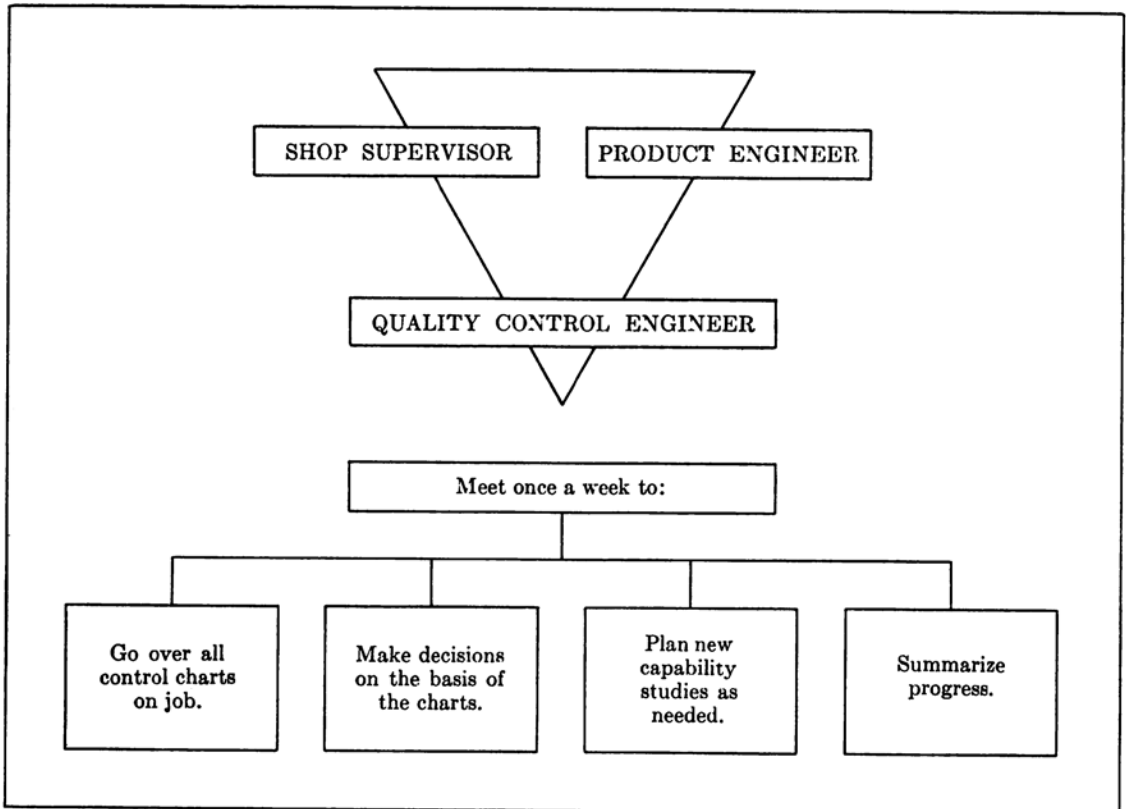 SHOP SUPERVISOR
PRODUCT ENGINEER
QUALITY CONTROL ENGINEER
Meet once a week to:
Go over all
control charts
on job.
Make decisions
on the basis of
the charts.
Plan new
capability
studies as
needed.
Summarize
progress.